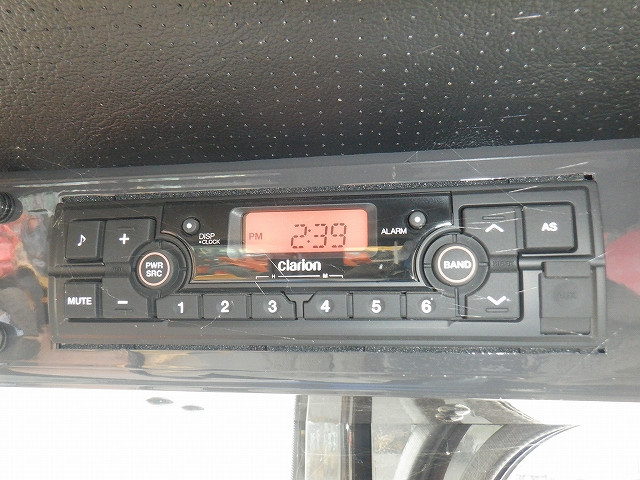 ♪ + DISP
•CLOCK PM 2:39 ALARM AS
PWR
SRC clarion BAND
MUTE − 1 2 3 4 5 6
H M